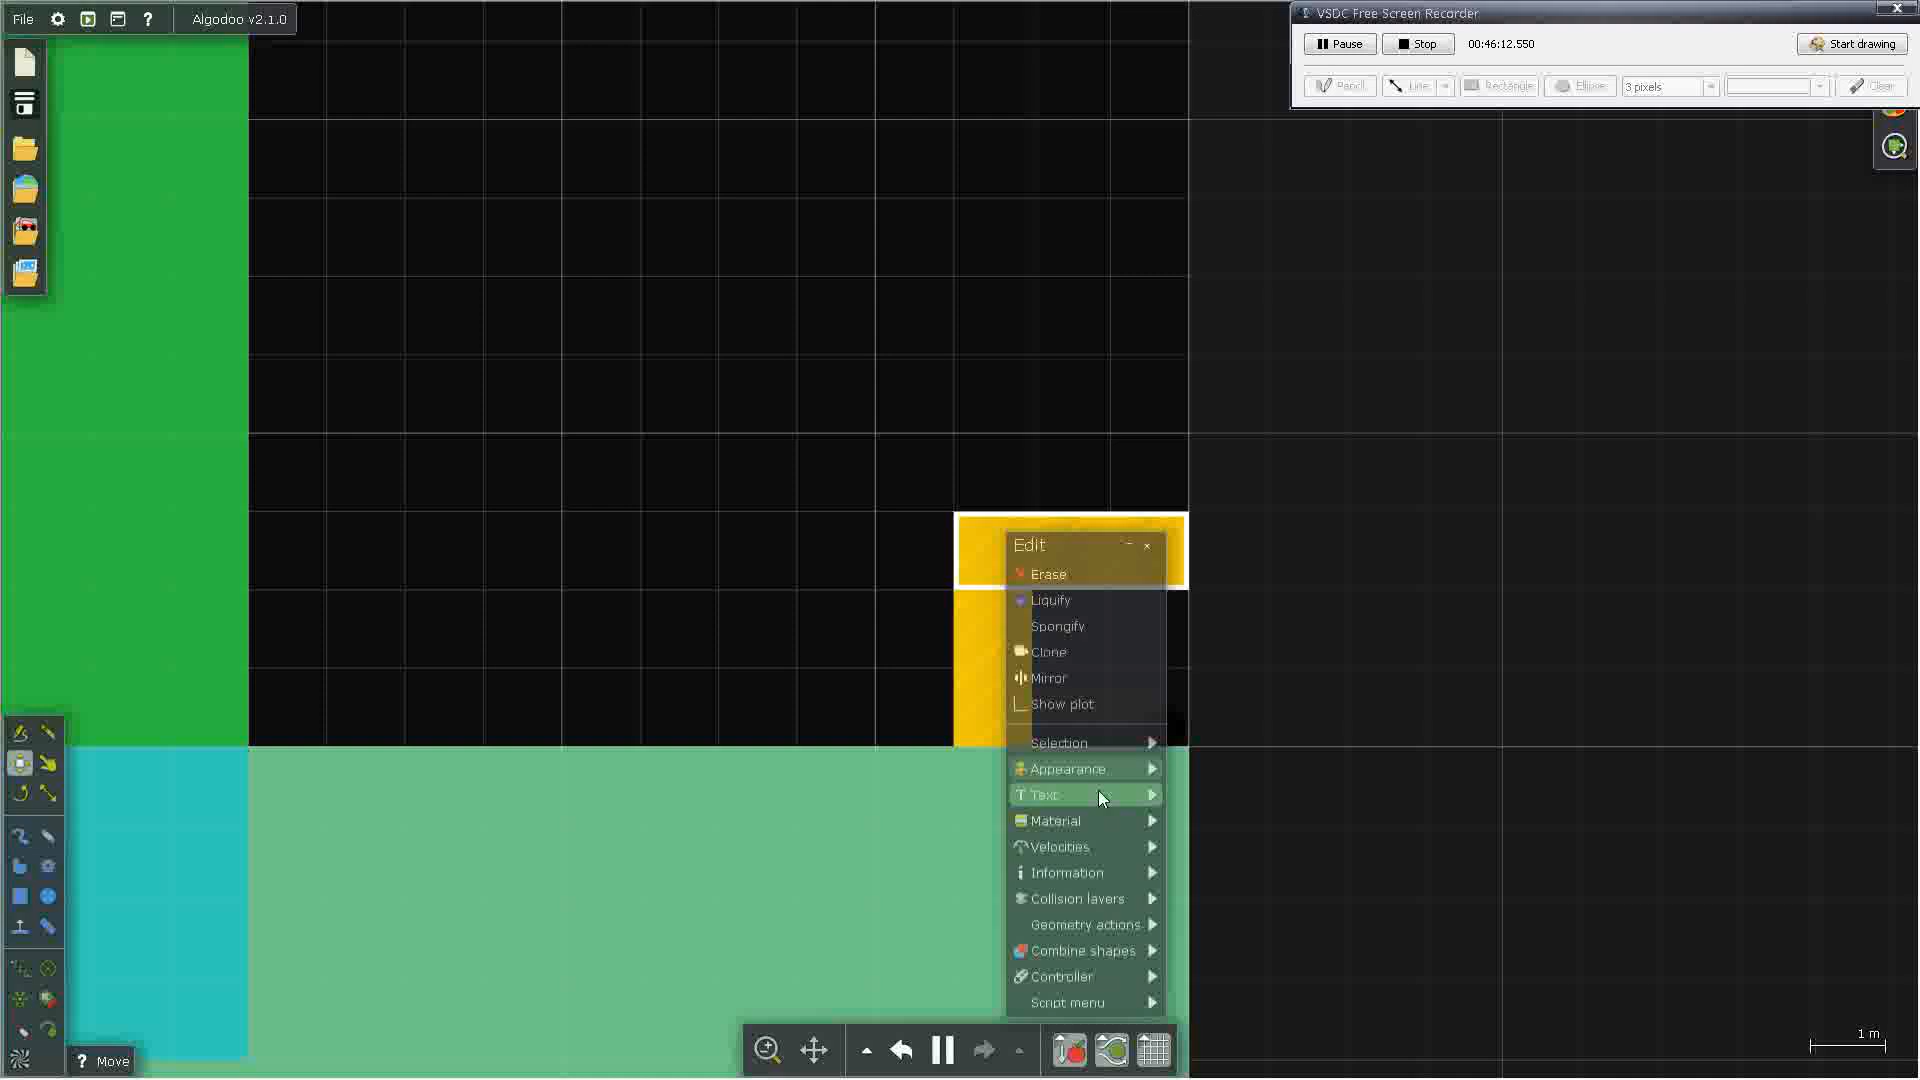 File
?
Algodoo v2.1.0
VSDC Free Screen Recorder
Pause
Stop
00:46:12.550
Start drawing
Pencil
Line
Rectangle
Ellipse
3 pixels
Clear
Edit
Erase
Liquify
Spongify
Clone
Mirror
Show plot
Selection
Appearance
T Text
Material
Velocities
Information
Collision layers
Geometry actions
Combine shapes
Controller
Script menu
? Move
1 m